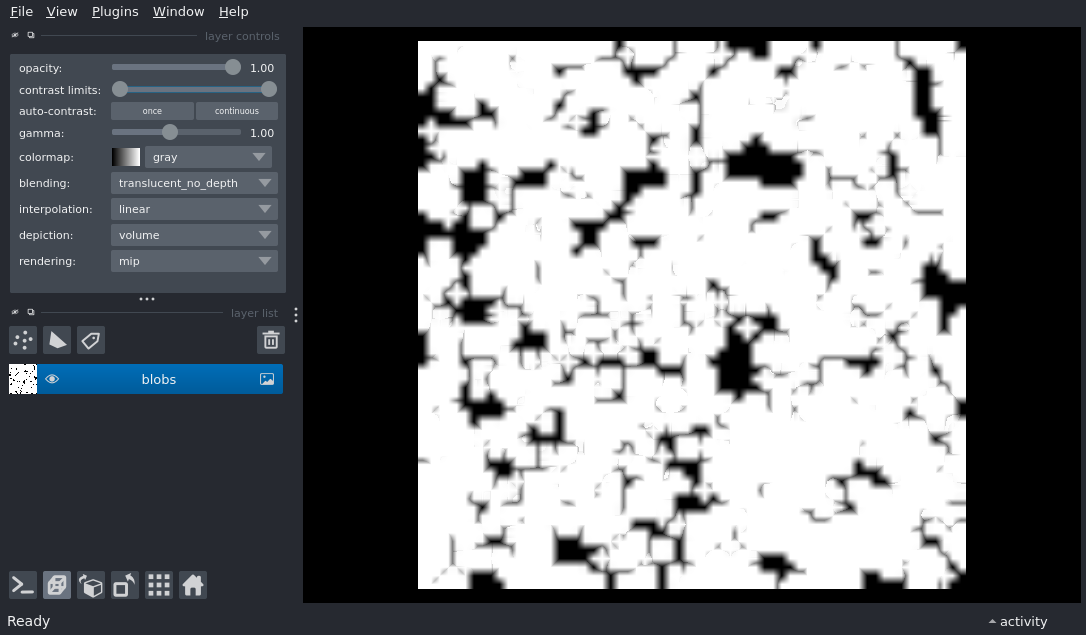 File View Plugins Window Help
layer controls
opacity: 1.00
contrast limits:
auto-contrast: once continuous
gamma: 1.00
colormap: gray
blending: translucent_no_depth
interpolation: linear
depiction: volume
rendering: mip
layer list
blobs
Ready activity